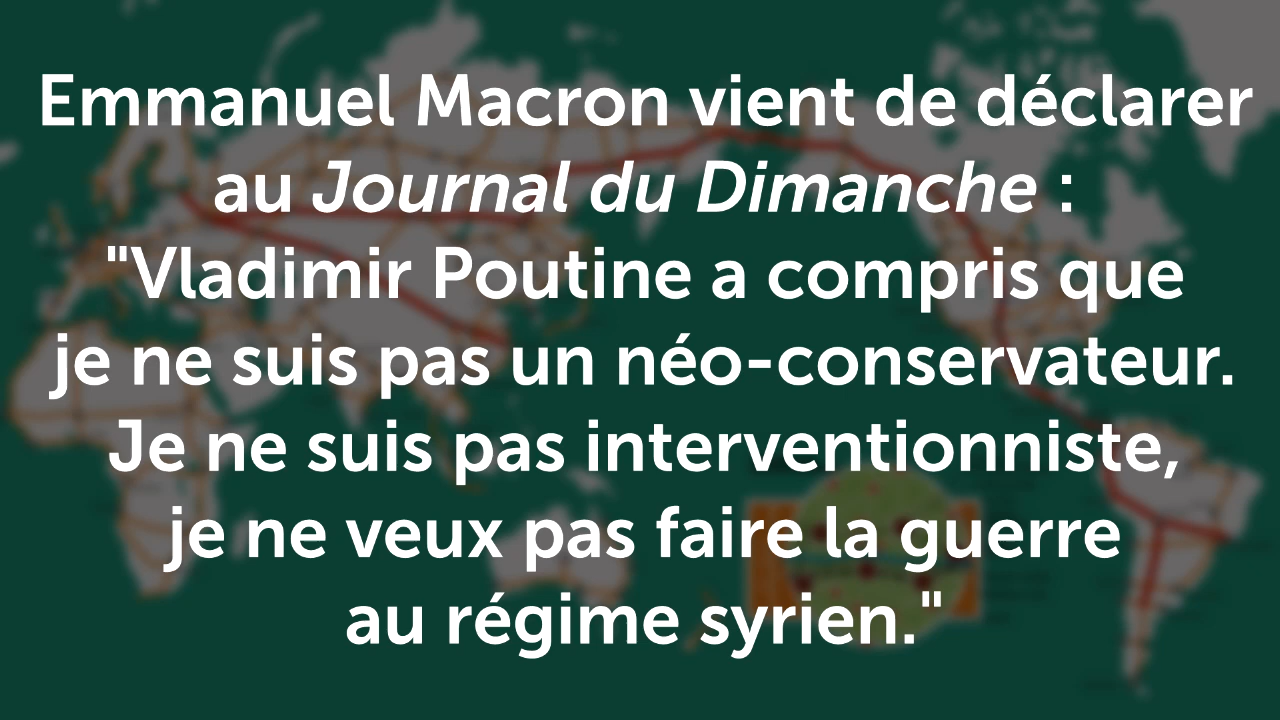 Emmanuel Macron vient de déclarer
au Journal du Dimanche :
"Vladimir Poutine a compris que
je ne suis pas un néo-conservateur.
Je ne suis pas interventionniste,
je ne veux pas faire la guerre
au régime syrien."